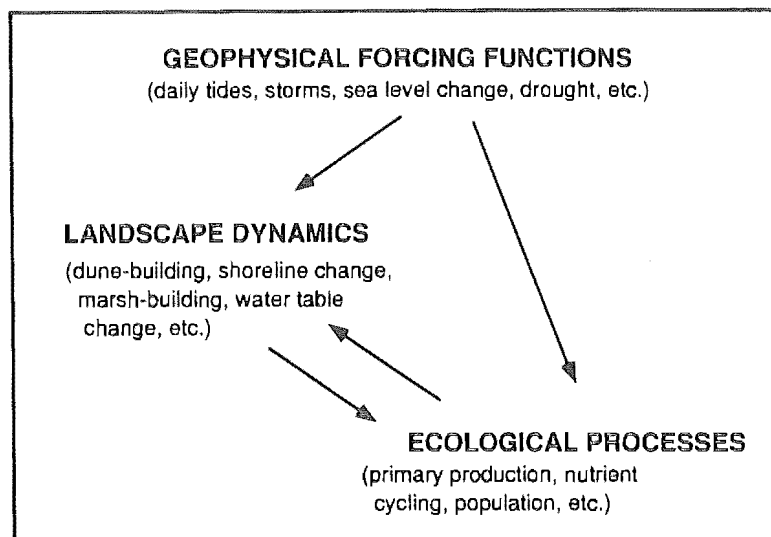 GEOPHYSICAL FORCING FUNCTIONS
(daily tides, storms, sea level change, drought, etc.)
LANDSCAPE DYNAMICS
(dune-building, shoreline change,
marsh-building, water table
change, etc.)
ECOLOGICAL PROCESSES
(primary production, nutrient
cycling, population, etc.)